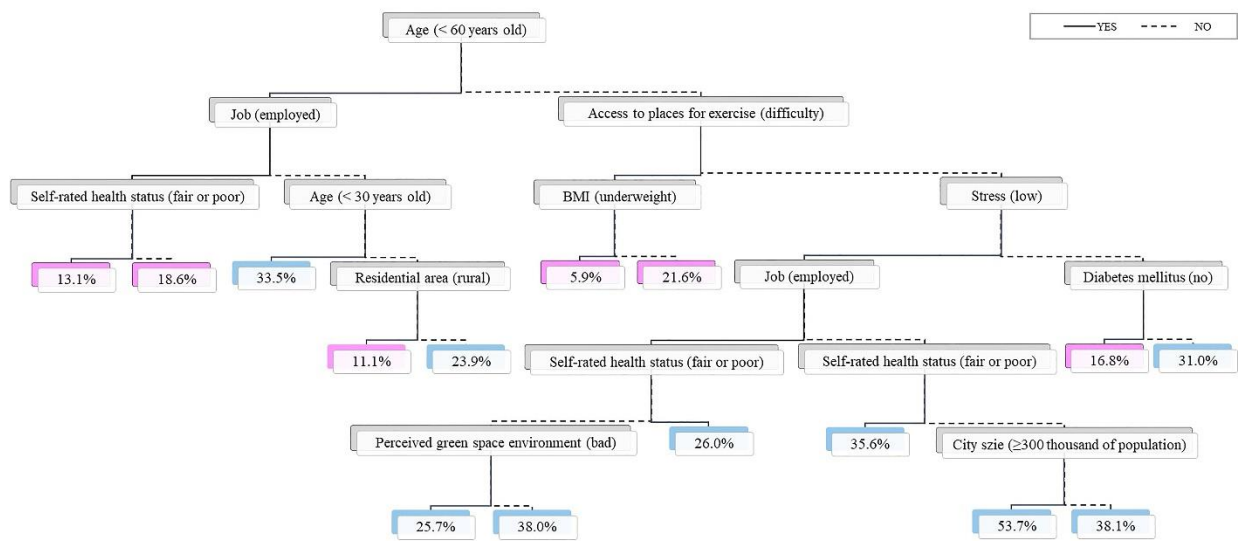 Age (< 60 years old)
YES
NO
Job (employed)
Access to places for exercise (difficulty)
Self-rated health status (fair or poor)
Age (< 30 years old)
BMI (underweight)
Stress (low)
13.1%
18.6%
33.5%
Residential area (rural)
5.9%
21.6%
Job (employed)
Diabetes mellitus (no)
11.1%
23.9%
Self-rated health status (fair or poor)
Self-rated health status (fair or poor)
16.8%
31.0%
Perceived green space environment (bad)
26.0%
35.6%
City szie (≥300 thousand of population)
25.7%
38.0%
53.7%
38.1%